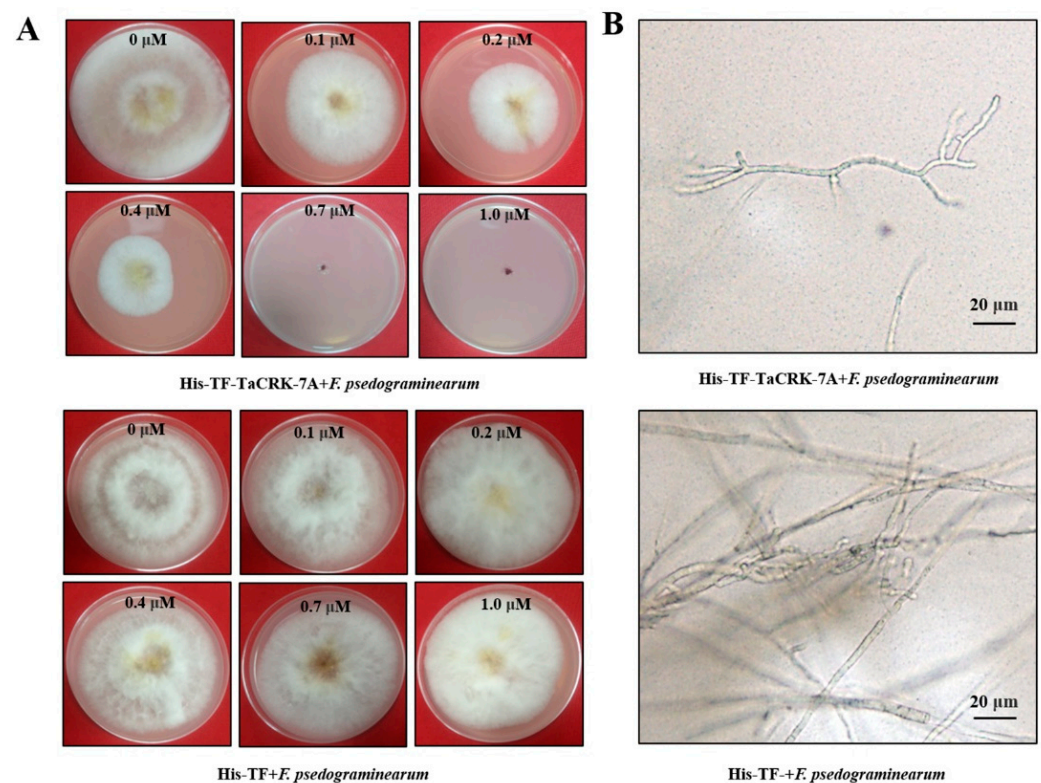 A
B
0 μM
0.1 μM
0.2 μM
0.4 μM
0.7 μM
1.0 μM
20 μm
His-TF-TaCRK-7A+F. psedograminearum
His-TF-TaCRK-7A+F. psedograminearum
0 μM
0.1 μM
0.2 μM
0.4 μM
0.7 μM
1.0 μM
20 μm
His-TF+F. psedograminearum
His-TF-+F. psedograminearum